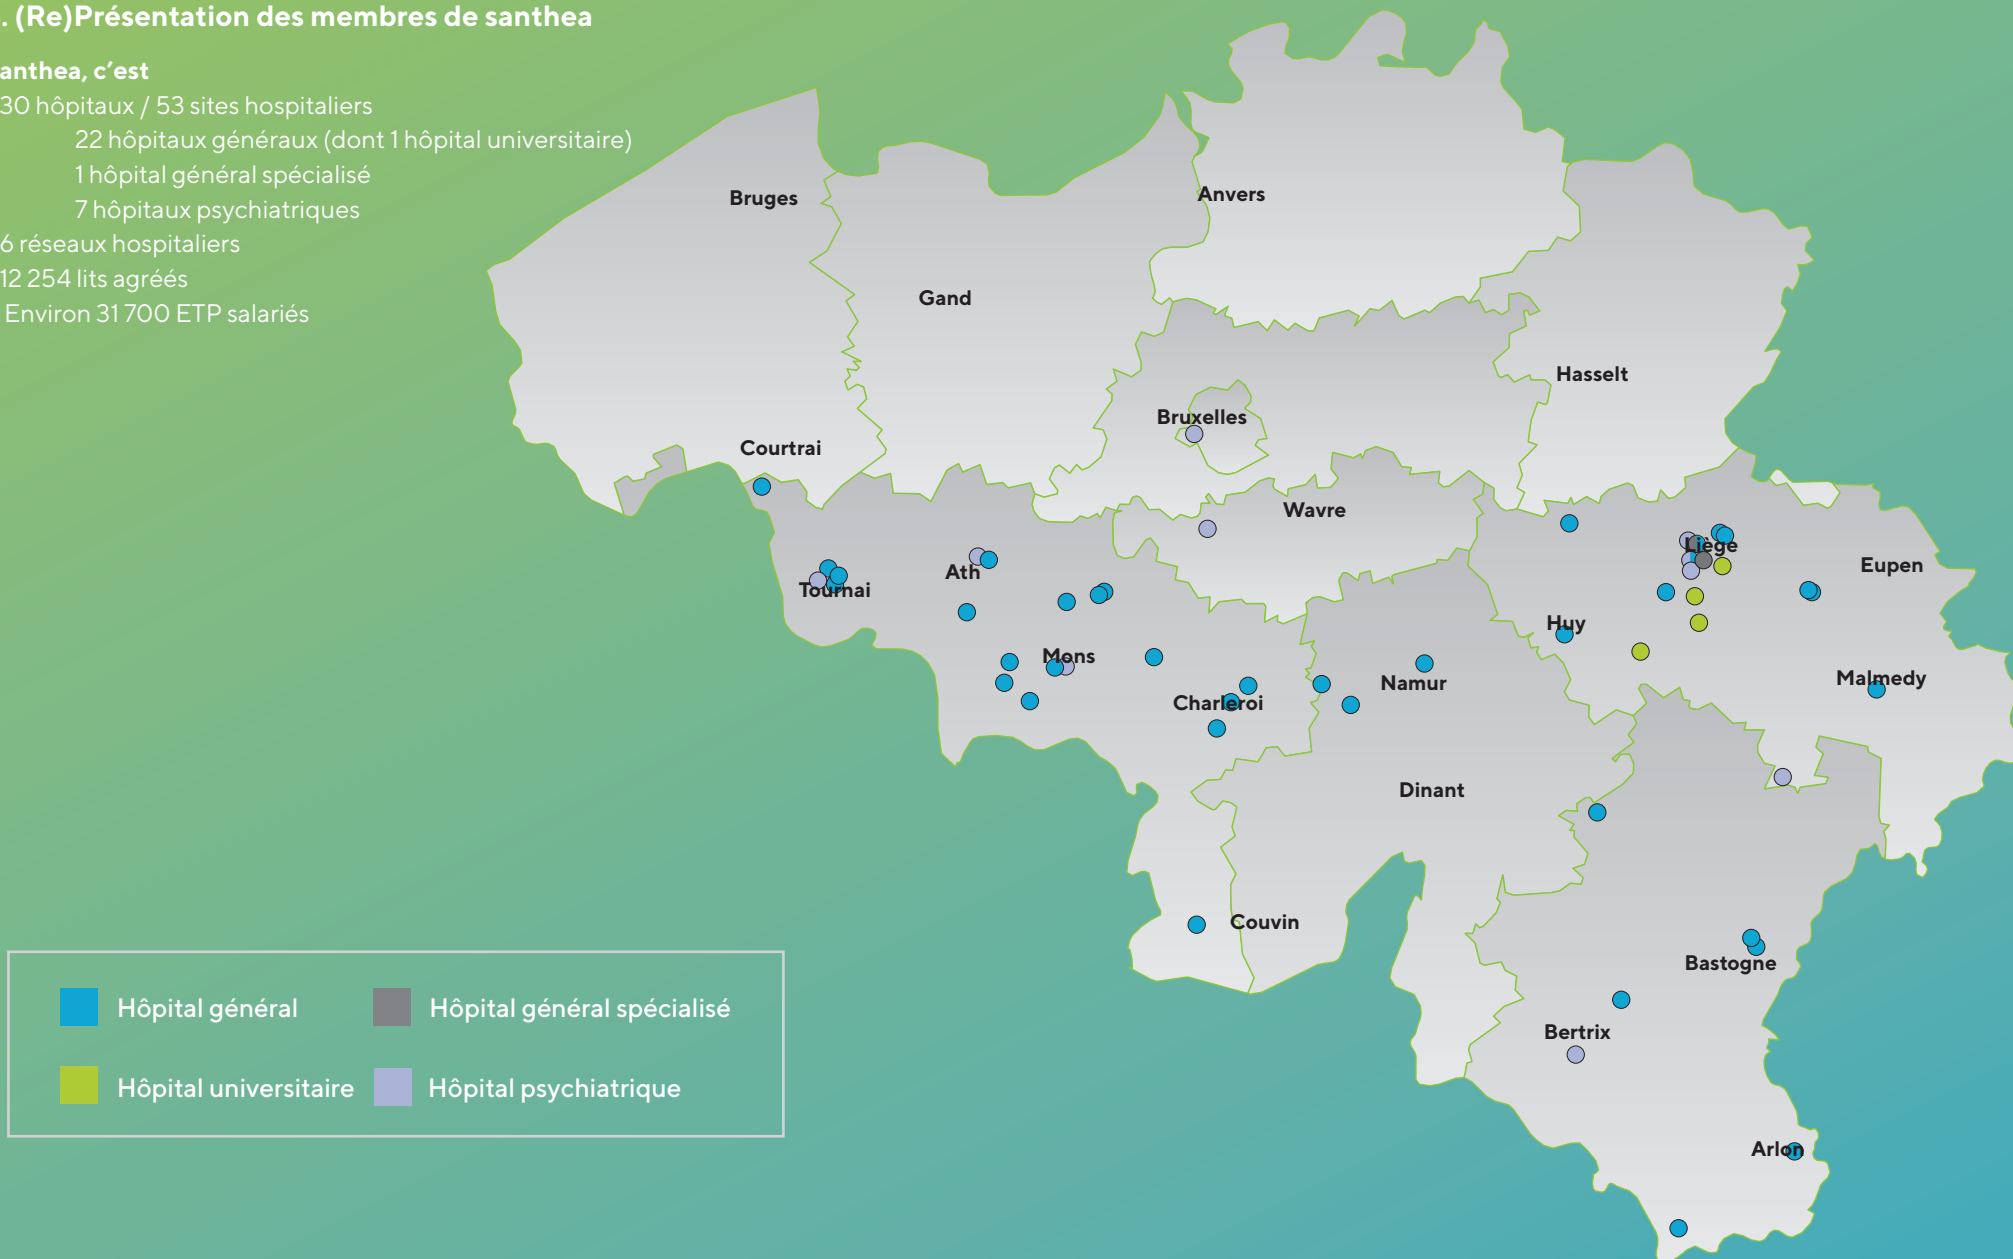 . (Re)Présentation des membres de santhea
anthea, c’est
30 hôpitaux / 53 sites hospitaliers
22 hôpitaux généraux (dont 1 hôpital universitaire)
1 hôpital général spécialisé
7 hôpitaux psychiatriques
6 réseaux hospitaliers
12 254 lits agréés
Environ 31 700 ETP salariés
Bruges
Anvers
Gand
Hasselt
Bruxelles
Courtrai
Wavre
Liège
Eupen
Ath
Tournai
Huy
Mons
Malmedy
Namur
Charleroi
Dinant
Couvin
Bastogne
Bertrix
Arlon
Hôpital général
Hôpital général spécialisé
Hôpital universitaire
Hôpital psychiatrique